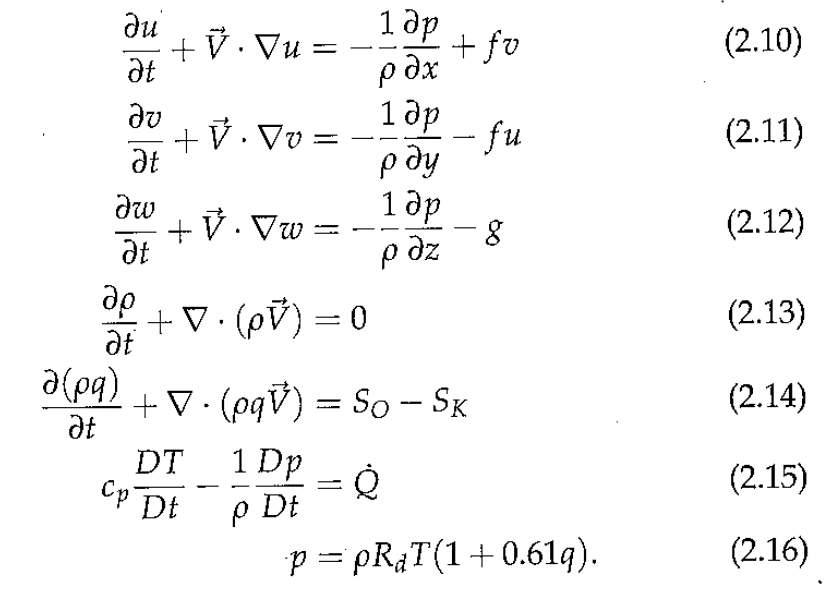 ∂u/∂t + V⃗ · ∇u = −(1/ρ)(∂p/∂x) + fv (2.10)
∂v/∂t + V⃗ · ∇v = −(1/ρ)(∂p/∂y) − fu (2.11)
∂w/∂t + V⃗ · ∇w = −(1/ρ)(∂p/∂z) − g (2.12)
∂ρ/∂t + ∇ · (ρV⃗) = 0 (2.13)
∂(ρq)/∂t + ∇ · (ρqV⃗) = S_O − S_K (2.14)
c_p DT/Dt − (1/ρ)(Dp/Dt) = Q̇ (2.15)
p = ρR_dT(1 + 0.61q). (2.16)